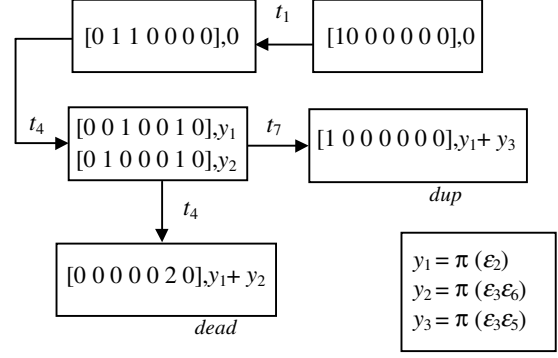 [0 1 1 0 0 0 0],0
t₁
[10 0 0 0 0 0],0
t₄
[0 0 1 0 0 1 0],y₁
[0 1 0 0 0 1 0],y₂
t₇
[1 0 0 0 0 0 0],y₁+ y₃
dup
t₄
[0 0 0 0 0 2 0],y₁+ y₂
dead
y₁ = π (ε₂)
y₂ = π (ε₃ε₆)
y₃ = π (ε₃ε₅)